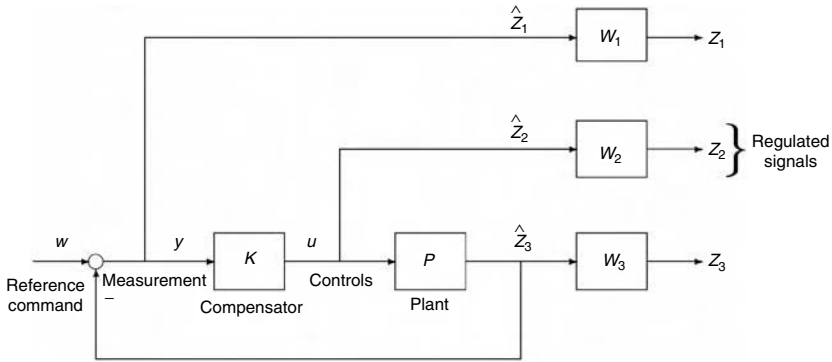 Ẑ1
W1
Z1
Ẑ2
W2
Z2
} Regulated
signals
w
y
K
u
P
Ẑ3
W3
Z3
Reference
command
Measurement
−
Compensator
Controls
Plant